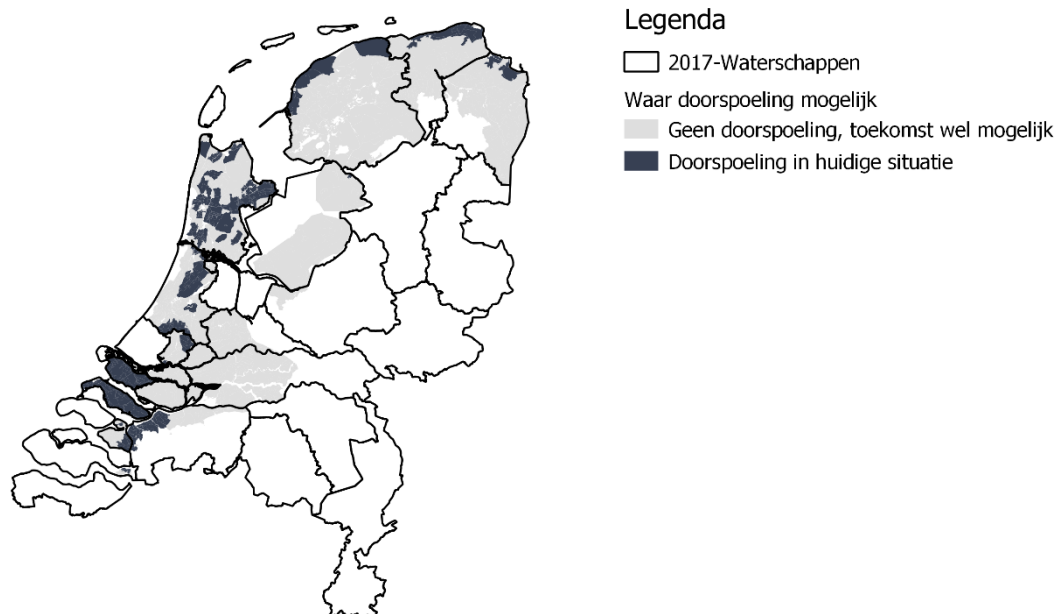 Legenda
2017-Waterschappen
Waar doorspoeling mogelijk
Geen doorspoeling, toekomst wel mogelijk
Doorspoeling in huidige situatie